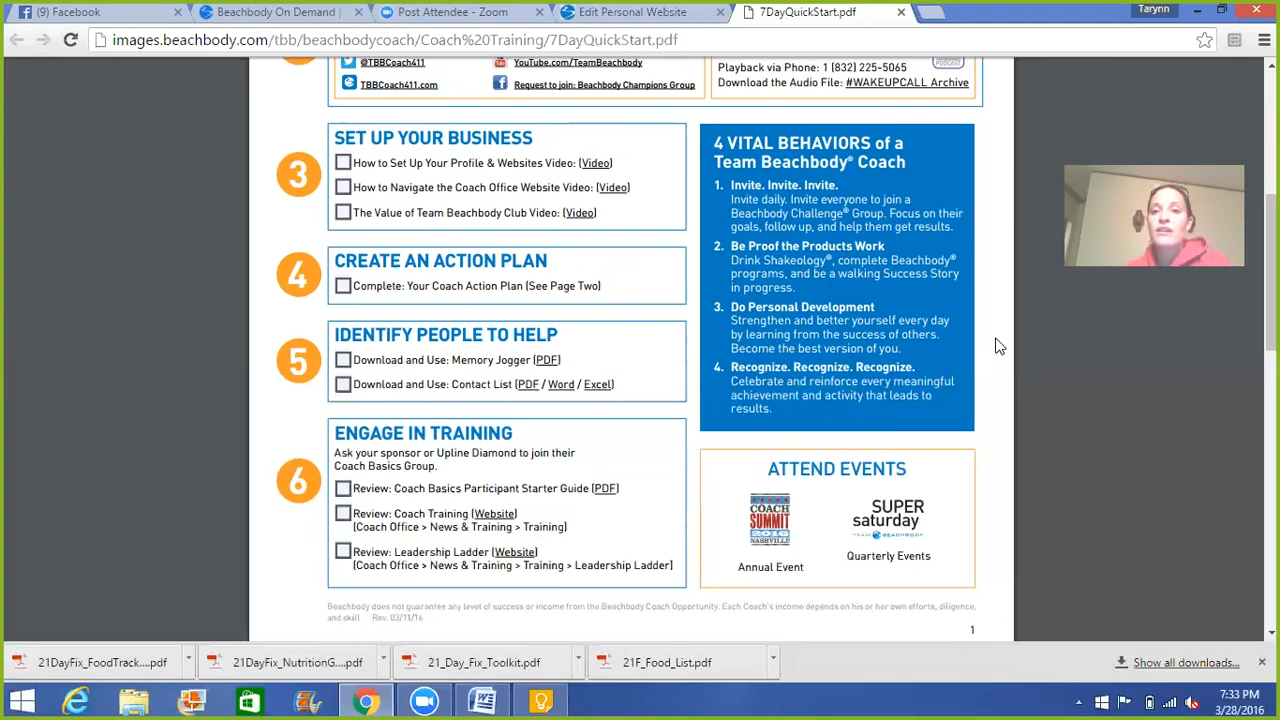 Facebook
Beachbody On Demand |
Post Attendee - Zoom
Edit Personal Website
7DayQuickStart.pdf
Tarynn
images.beachbody.com/tbb/beachbodycoach/Coach%20Training/7DayQuickStart.pdf
@TBBCoach411
YouTube.com/TeamBeachbody
TBBCoach411.com
Request to join: Beachbody Champions Group
Playback via Phone: 1 (832) 225-5065
Download the Audio File: #WAKEUPCALL Archive
PODCAST
3
SET UP YOUR BUSINESS
How to Set Up Your Profile & Websites Video: (Video)
How to Navigate the Coach Office Website Video: (Video)
The Value of Team Beachbody Club Video: (Video)
4
CREATE AN ACTION PLAN
Complete: Your Coach Action Plan (See Page Two)
5
IDENTIFY PEOPLE TO HELP
Download and Use: Memory Jogger (PDF)
Download and Use: Contact List (PDF / Word / Excel)
6
ENGAGE IN TRAINING
Ask your sponsor or Upline Diamond to join their
Coach Basics Group.
Review: Coach Basics Participant Starter Guide (PDF)
Review: Coach Training (Website)
(Coach Office > News & Training > Training)
Review: Leadership Ladder (Website)
(Coach Office > News & Training > Training > Leadership Ladder)
4 VITAL BEHAVIORS of a
Team Beachbody® Coach
1. Invite. Invite. Invite.
Invite daily. Invite everyone to join a
Beachbody Challenge® Group. Focus on their
goals, follow up, and help them get results.
2. Be Proof the Products Work
Drink Shakeology®, complete Beachbody®
programs, and be a walking Success Story
in progress.
3. Do Personal Development
Strengthen and better yourself every day
by learning from the success of others.
Become the best version of you.
4. Recognize. Recognize. Recognize.
Celebrate and reinforce every meaningful
achievement and activity that leads to
results.
ATTEND EVENTS
COACH
SUMMIT
2016
NASHVILLE
Annual Event
SUPER
saturday
TEAM BEACHBODY
Quarterly Events
Beachbody does not guarantee any level of success or income from the Beachbody Coach Opportunity. Each Coach's income depends on his or her own efforts, diligence,
and skill. Rev. 03/11/16
1
21DayFix_FoodTrack....pdf
21DayFix_NutritionG....pdf
21_Day_Fix_Toolkit.pdf
21F_Food_List.pdf
Show all downloads...
7:33 PM
3/28/2016